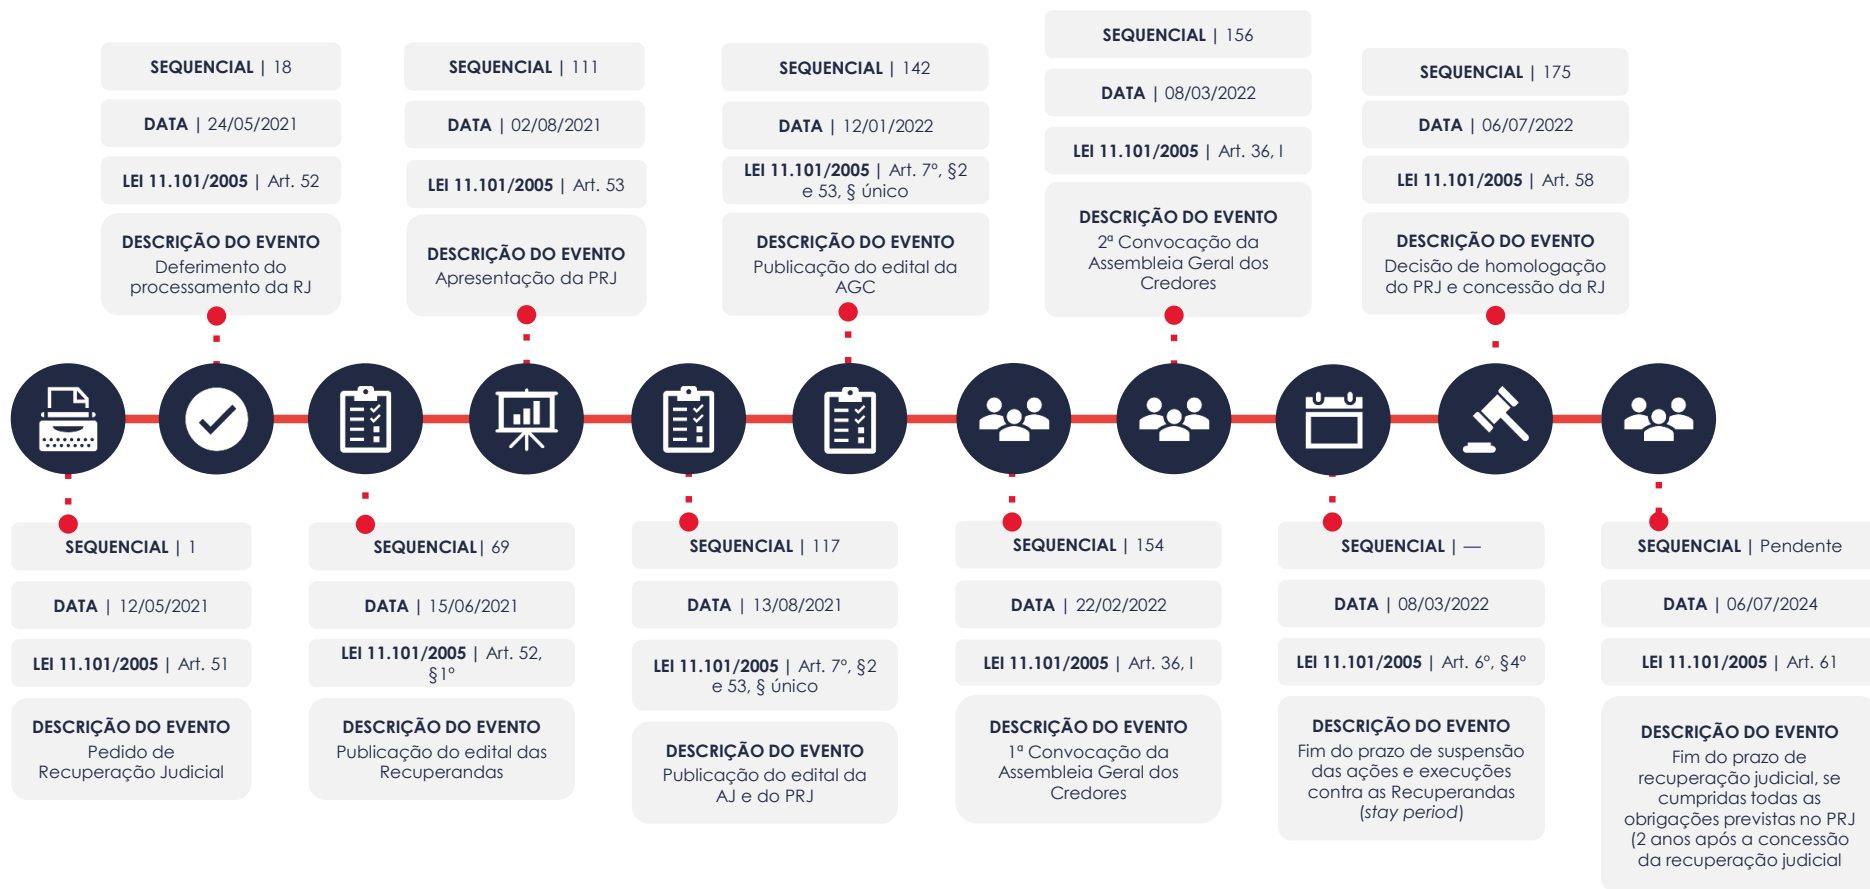 SEQUENCIAL | 18
DATA | 24/05/2021
LEI 11.101/2005 | Art. 52
DESCRIÇÃO DO EVENTO
Deferimento do
processamento da RJ
SEQUENCIAL | 111
DATA | 02/08/2021
LEI 11.101/2005 | Art. 53
DESCRIÇÃO DO EVENTO
Apresentação da PRJ
SEQUENCIAL | 142
DATA | 12/01/2022
LEI 11.101/2005 | Art. 7º, §2
e 53, § único
DESCRIÇÃO DO EVENTO
Publicação do edital da
AGC
SEQUENCIAL | 156
DATA | 08/03/2022
LEI 11.101/2005 | Art. 36, I
DESCRIÇÃO DO EVENTO
2ª Convocação da
Assembleia Geral dos
Credores
SEQUENCIAL | 175
DATA | 06/07/2022
LEI 11.101/2005 | Art. 58
DESCRIÇÃO DO EVENTO
Decisão de homologação
do PRJ e concessão da RJ
SEQUENCIAL | 1
DATA | 12/05/2021
LEI 11.101/2005 | Art. 51
DESCRIÇÃO DO EVENTO
Pedido de
Recuperação Judicial
SEQUENCIAL| 69
DATA | 15/06/2021
LEI 11.101/2005 | Art. 52,
§1º
DESCRIÇÃO DO EVENTO
Publicação do edital das
Recuperandas
SEQUENCIAL | 117
DATA | 13/08/2021
LEI 11.101/2005 | Art. 7º, §2
e 53, § único
DESCRIÇÃO DO EVENTO
Publicação do edital da
AJ e do PRJ
SEQUENCIAL | 154
DATA | 22/02/2022
LEI 11.101/2005 | Art. 36, I
DESCRIÇÃO DO EVENTO
1ª Convocação da
Assembleia Geral dos
Credores
SEQUENCIAL | —
DATA | 08/03/2022
LEI 11.101/2005 | Art. 6º, §4º
DESCRIÇÃO DO EVENTO
Fim do prazo de suspensão
das ações e execuções
contra as Recuperandas
(stay period)
SEQUENCIAL | Pendente
DATA | 06/07/2024
LEI 11.101/2005 | Art. 61
DESCRIÇÃO DO EVENTO
Fim do prazo de
recuperação judicial, se
cumpridas todas as
obrigações previstas no PRJ
(2 anos após a concessão
da recuperação judicial